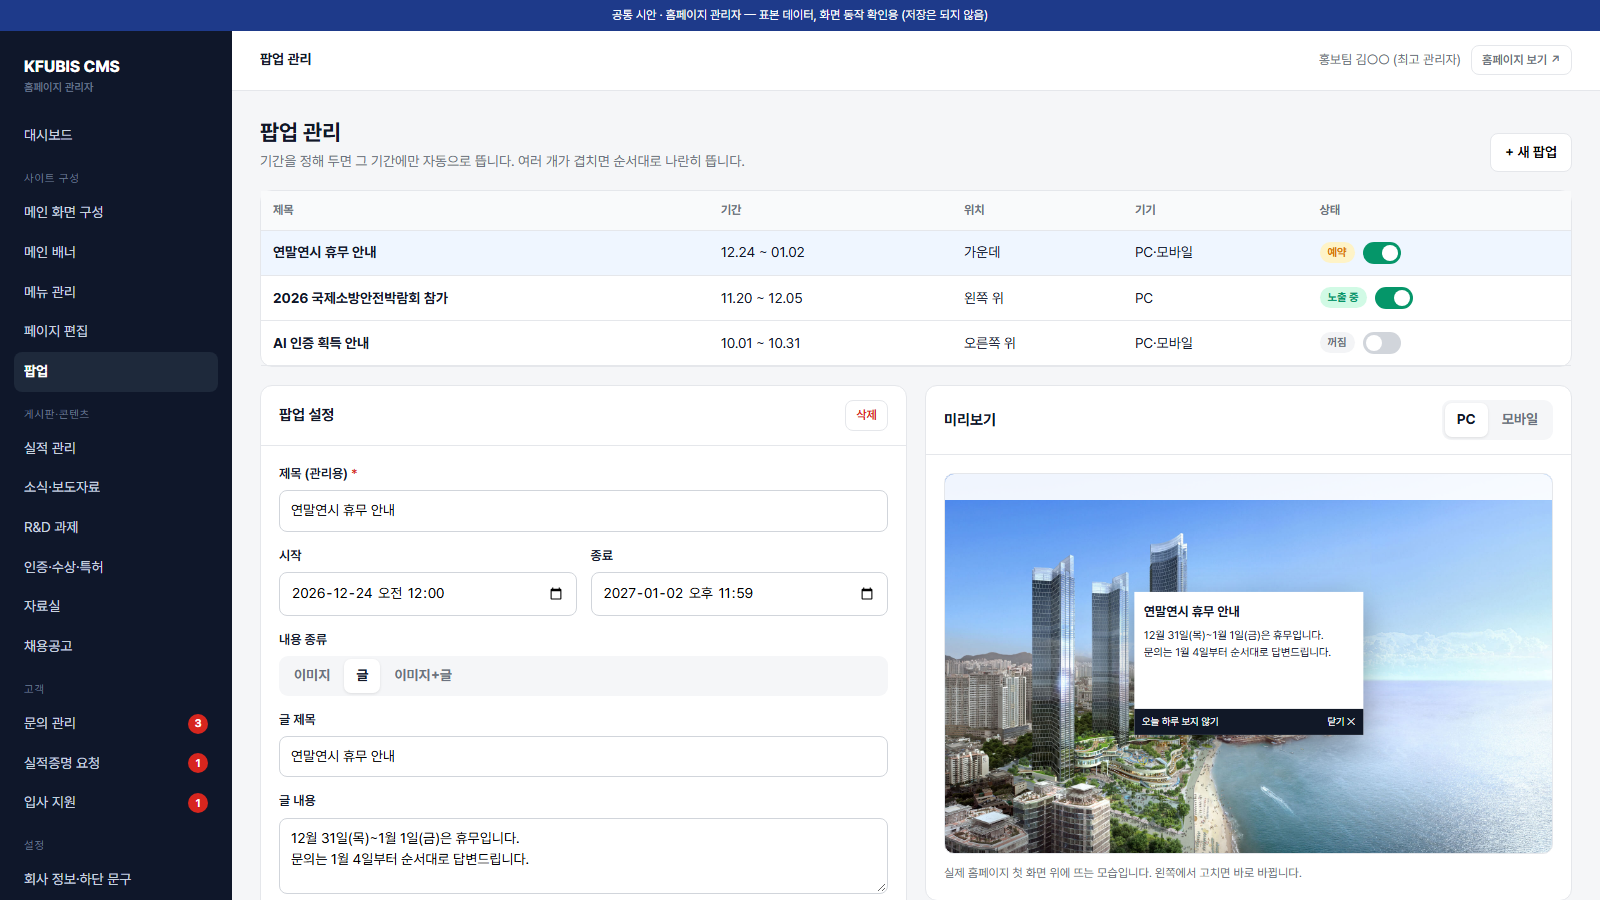 공통 시안 · 홈페이지 관리자 — 표본 데이터, 화면 동작 확인용 (저장은 되지 않음)
KFUBIS CMS
홈페이지 관리자
대시보드
사이트 구성
메인 화면 구성
메인 배너
메뉴 관리
페이지 편집
팝업
게시판·콘텐츠
실적 관리
소식·보도자료
R&D 과제
인증·수상·특허
자료실
채용공고
고객
문의 관리 3
실적증명 요청 1
입사 지원 1
설정
회사 정보·하단 문구
팝업 관리
홍보팀 김○○ (최고 관리자) 홈페이지 보기 ↗
팝업 관리
기간을 정해 두면 그 기간에만 자동으로 뜹니다. 여러 개가 겹치면 순서대로 나란히 뜹니다.
+ 새 팝업
제목 기간 위치 기기 상태
연말연시 휴무 안내 12.24 ~ 01.02 가운데 PC·모바일 예약
2026 국제소방안전박람회 참가 11.20 ~ 12.05 왼쪽 위 PC 노출 중
AI 인증 획득 안내 10.01 ~ 10.31 오른쪽 위 PC·모바일 꺼짐
팝업 설정 삭제
제목 (관리용) *
연말연시 휴무 안내
시작 종료
2026-12-24 오전 12:00 2027-01-02 오후 11:59
내용 종류
이미지 글 이미지+글
글 제목
연말연시 휴무 안내
글 내용
12월 31일(목)~1월 1일(금)은 휴무입니다.
문의는 1월 4일부터 순서대로 답변드립니다.
미리보기 PC 모바일
연말연시 휴무 안내
12월 31일(목)~1월 1일(금)은 휴무입니다.
문의는 1월 4일부터 순서대로 답변드립니다.
오늘 하루 보지 않기 닫기 ✕
실제 홈페이지 첫 화면 위에 뜨는 모습입니다. 왼쪽에서 고치면 바로 바뀝니다.